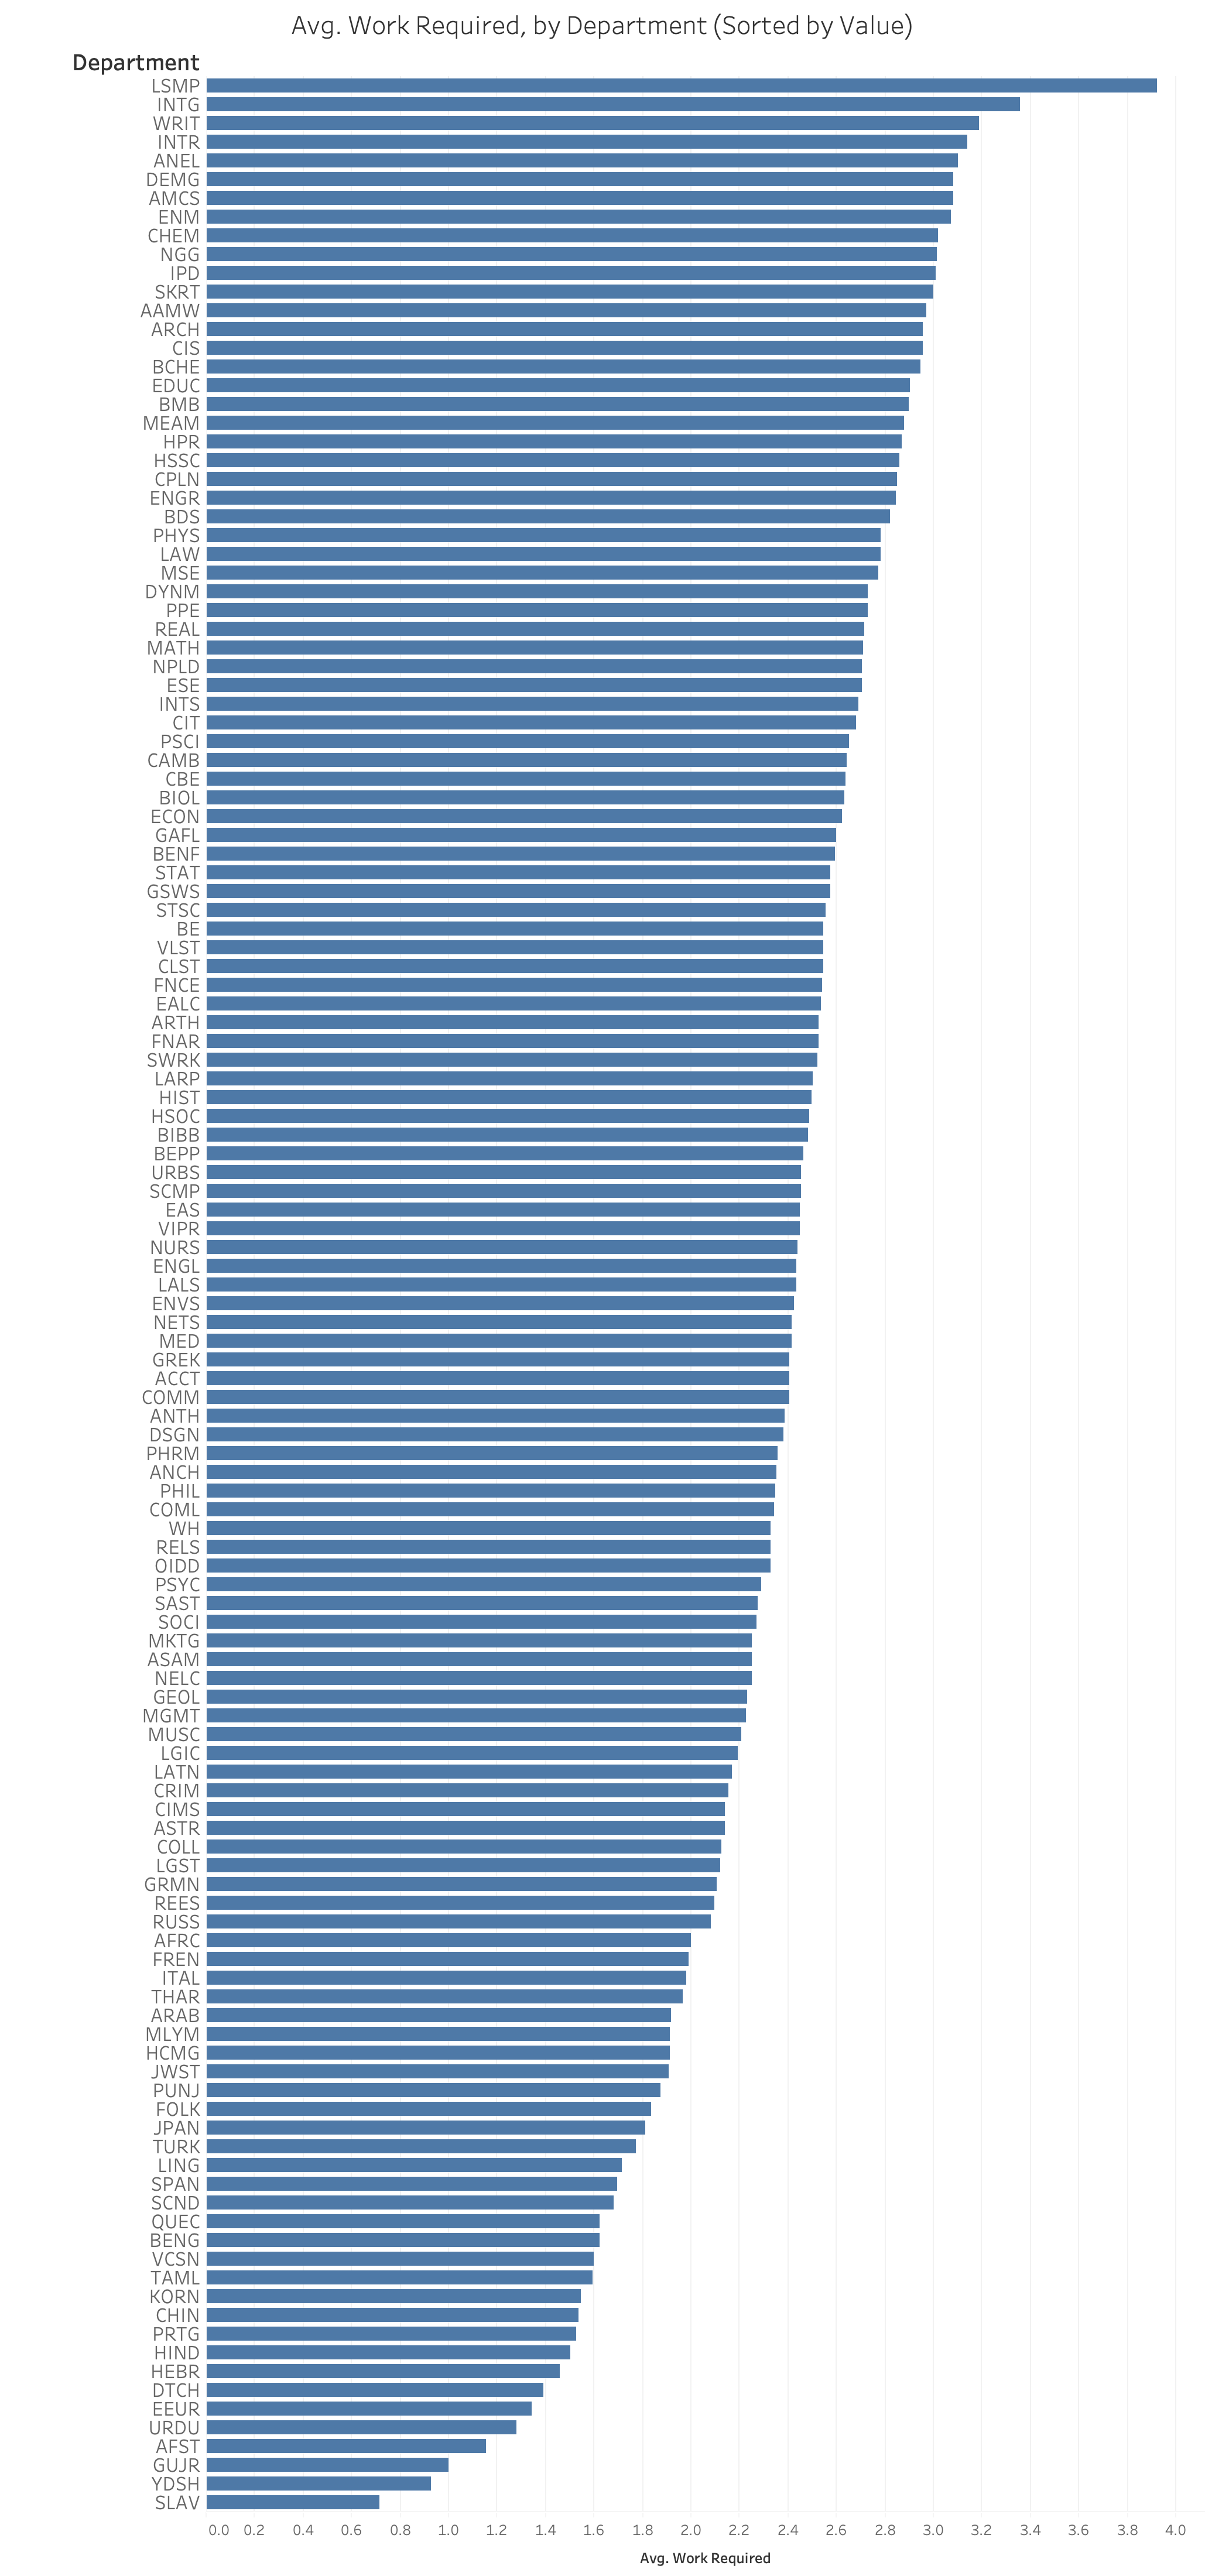 Avg. Work Required, by Department (Sorted by Value)
Department
LSMP
INTG
WRIT
INTR
ANEL
DEMG
AMCS
ENM
CHEM
NGG
IPD
SKRT
AAMW
ARCH
CIS
BCHE
EDUC
BMB
MEAM
HPR
HSSC
CPLN
ENGR
BDS
PHYS
LAW
MSE
DYNM
PPE
REAL
MATH
NPLD
ESE
INTS
CIT
PSCI
CAMB
CBE
BIOL
ECON
GAFL
BENF
STAT
GSWS
STSC
BE
VLST
CLST
FNCE
EALC
ARTH
FNAR
SWRK
LARP
HIST
HSOC
BIBB
BEPP
URBS
SCMP
EAS
VIPR
NURS
ENGL
LALS
ENVS
NETS
MED
GREK
ACCT
COMM
ANTH
DSGN
PHRM
ANCH
PHIL
COML
WH
RELS
OIDD
PSYC
SAST
SOCI
MKTG
ASAM
NELC
GEOL
MGMT
MUSC
LGIC
LATN
CRIM
CIMS
ASTR
COLL
LGST
GRMN
REES
RUSS
AFRC
FREN
ITAL
THAR
ARAB
MLYM
HCMG
JWST
PUNJ
FOLK
JPAN
TURK
LING
SPAN
SCND
QUEC
BENG
VCSN
TAML
KORN
CHIN
PRTG
HIND
HEBR
DTCH
EEUR
URDU
AFST
GUJR
YDSH
SLAV
0.0 0.2 0.4 0.6 0.8 1.0 1.2 1.4 1.6 1.8 2.0 2.2 2.4 2.6 2.8 3.0 3.2 3.4 3.6 3.8 4.0
Avg. Work Required